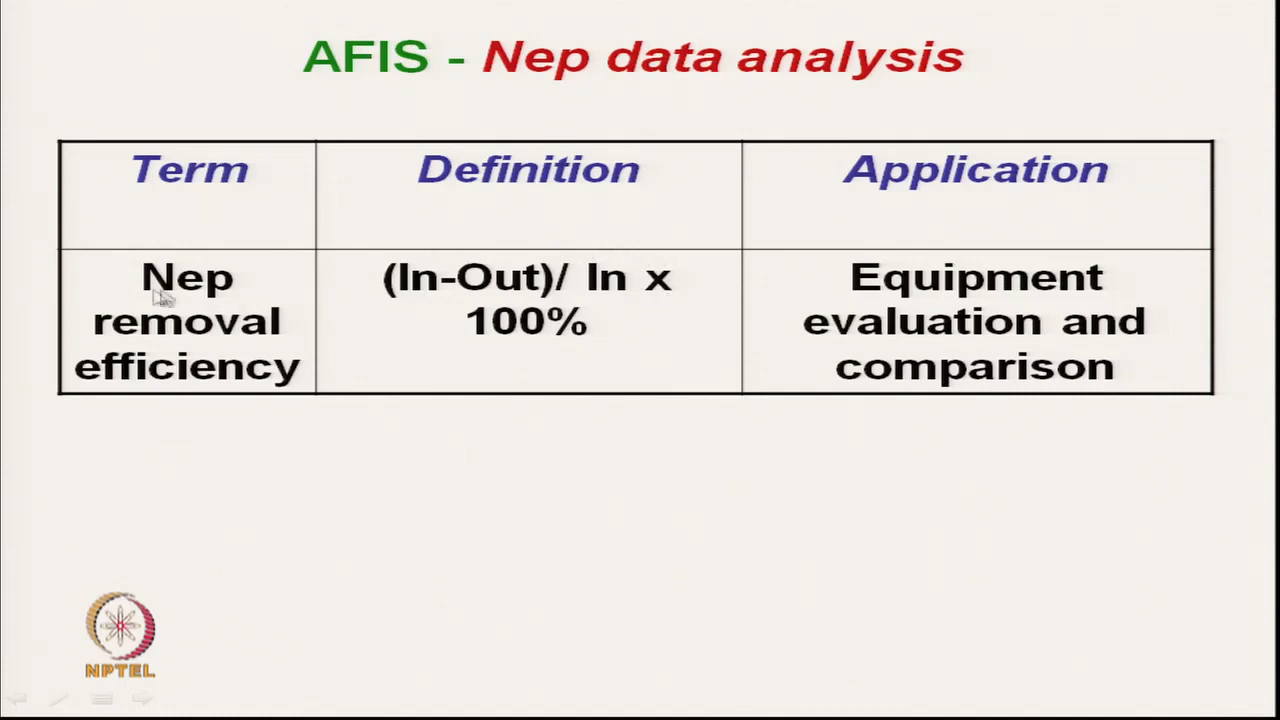 AFIS - Nep data analysis
Term
Definition
Application
Nep
removal
efficiency
(In-Out)/ In x
100%
Equipment
evaluation and
comparison
NPTEL